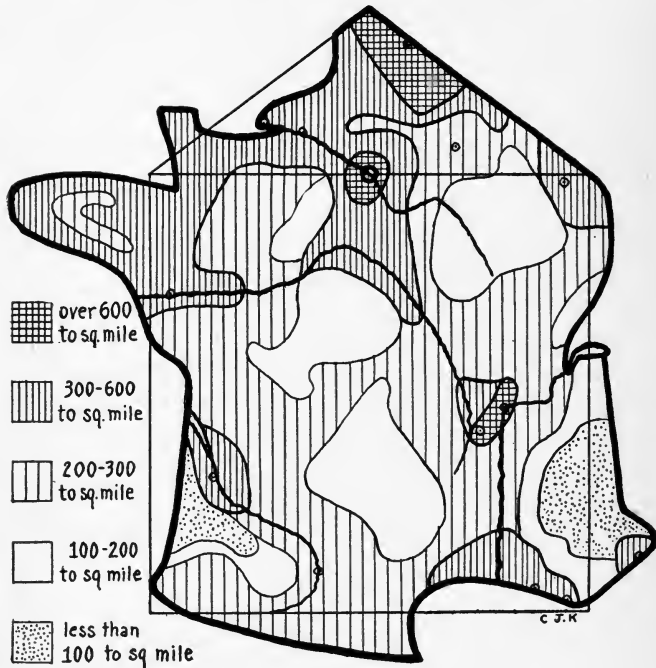 over 600
to sq. mile
300-600
to sq. mile
200-300
to sq. mile
100-200
to sq mile
less than
100 to sq mile
C J.K